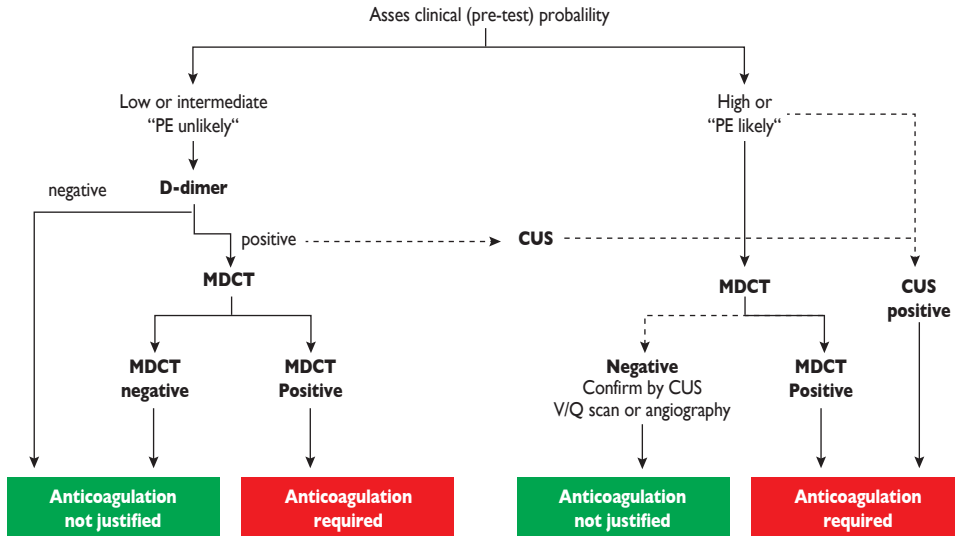 Asses clinical (pre-test) probalility
Low or intermediate
“PE unlikely“
High or
“PE likely“
negative
D-dimer
positive
CUS
MDCT
MDCT
CUS
positive
MDCT
negative
MDCT
Positive
Negative
Confirm by CUS
V/Q scan or angiography
MDCT
Positive
Anticoagulation
not justified
Anticoagulation
required
Anticoagulation
not justified
Anticoagulation
required